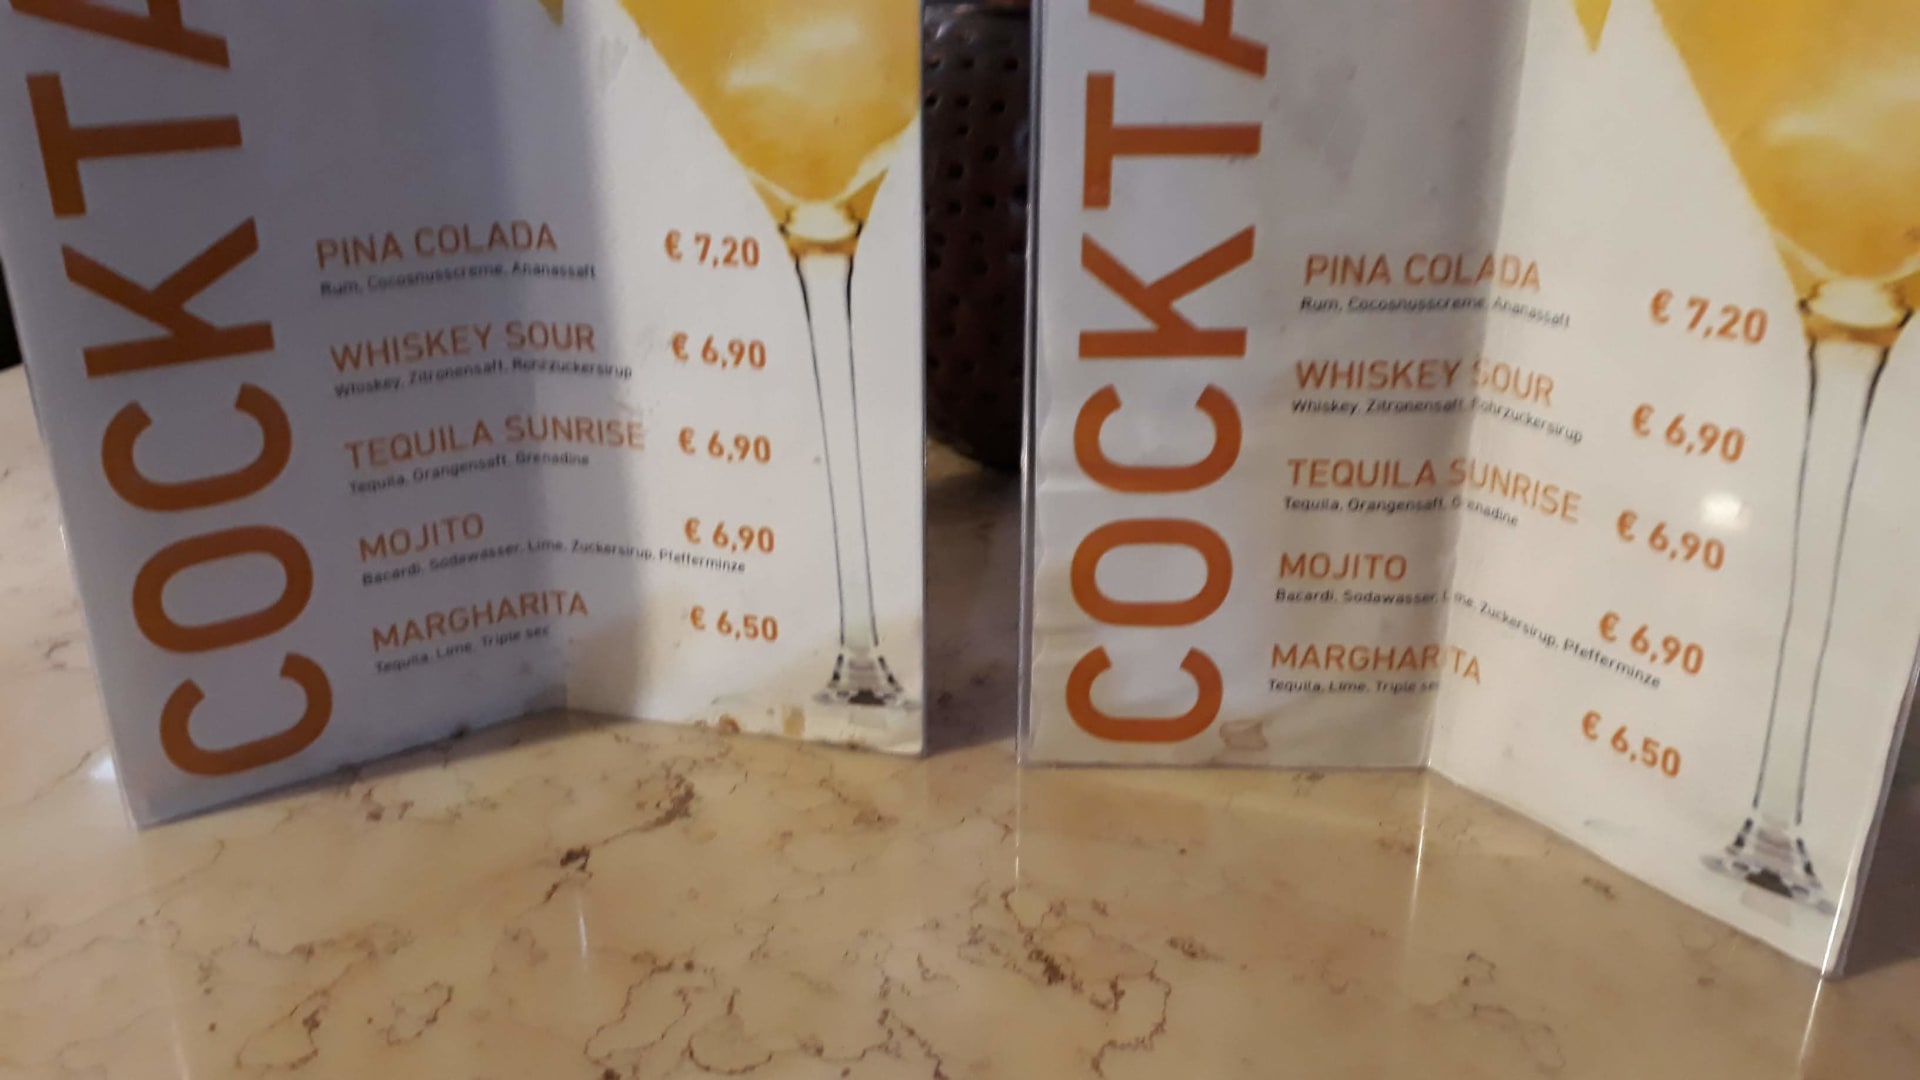 COCKTA
PINA COLADA € 7,20
Rum, Cocosnusscreme, Ananassaft
WHISKEY SOUR € 6,90
Whiskey, Zitronensaft, Rohrzuckersirup
TEQUILA SUNRISE € 6,90
Tequila, Orangensaft, Grenadine
MOJITO € 6,90
Bacardi, Sodawasser, Lime, Zuckersirup, Pfefferminze
MARGHARITA € 6,50
Tequila, Lime, Triple sec
COCKTA
PINA COLADA € 7,20
Rum, Cocosnusscreme, Ananassaft
WHISKEY SOUR € 6,90
Whiskey, Zitronensaft, Rohrzuckersirup
TEQUILA SUNRISE € 6,90
Tequila, Orangensaft, Grenadine
MOJITO € 6,90
Bacardi, Sodawasser, Lime, Zuckersirup, Pfefferminze
MARGHARITA € 6,50
Tequila, Lime, Triple sec